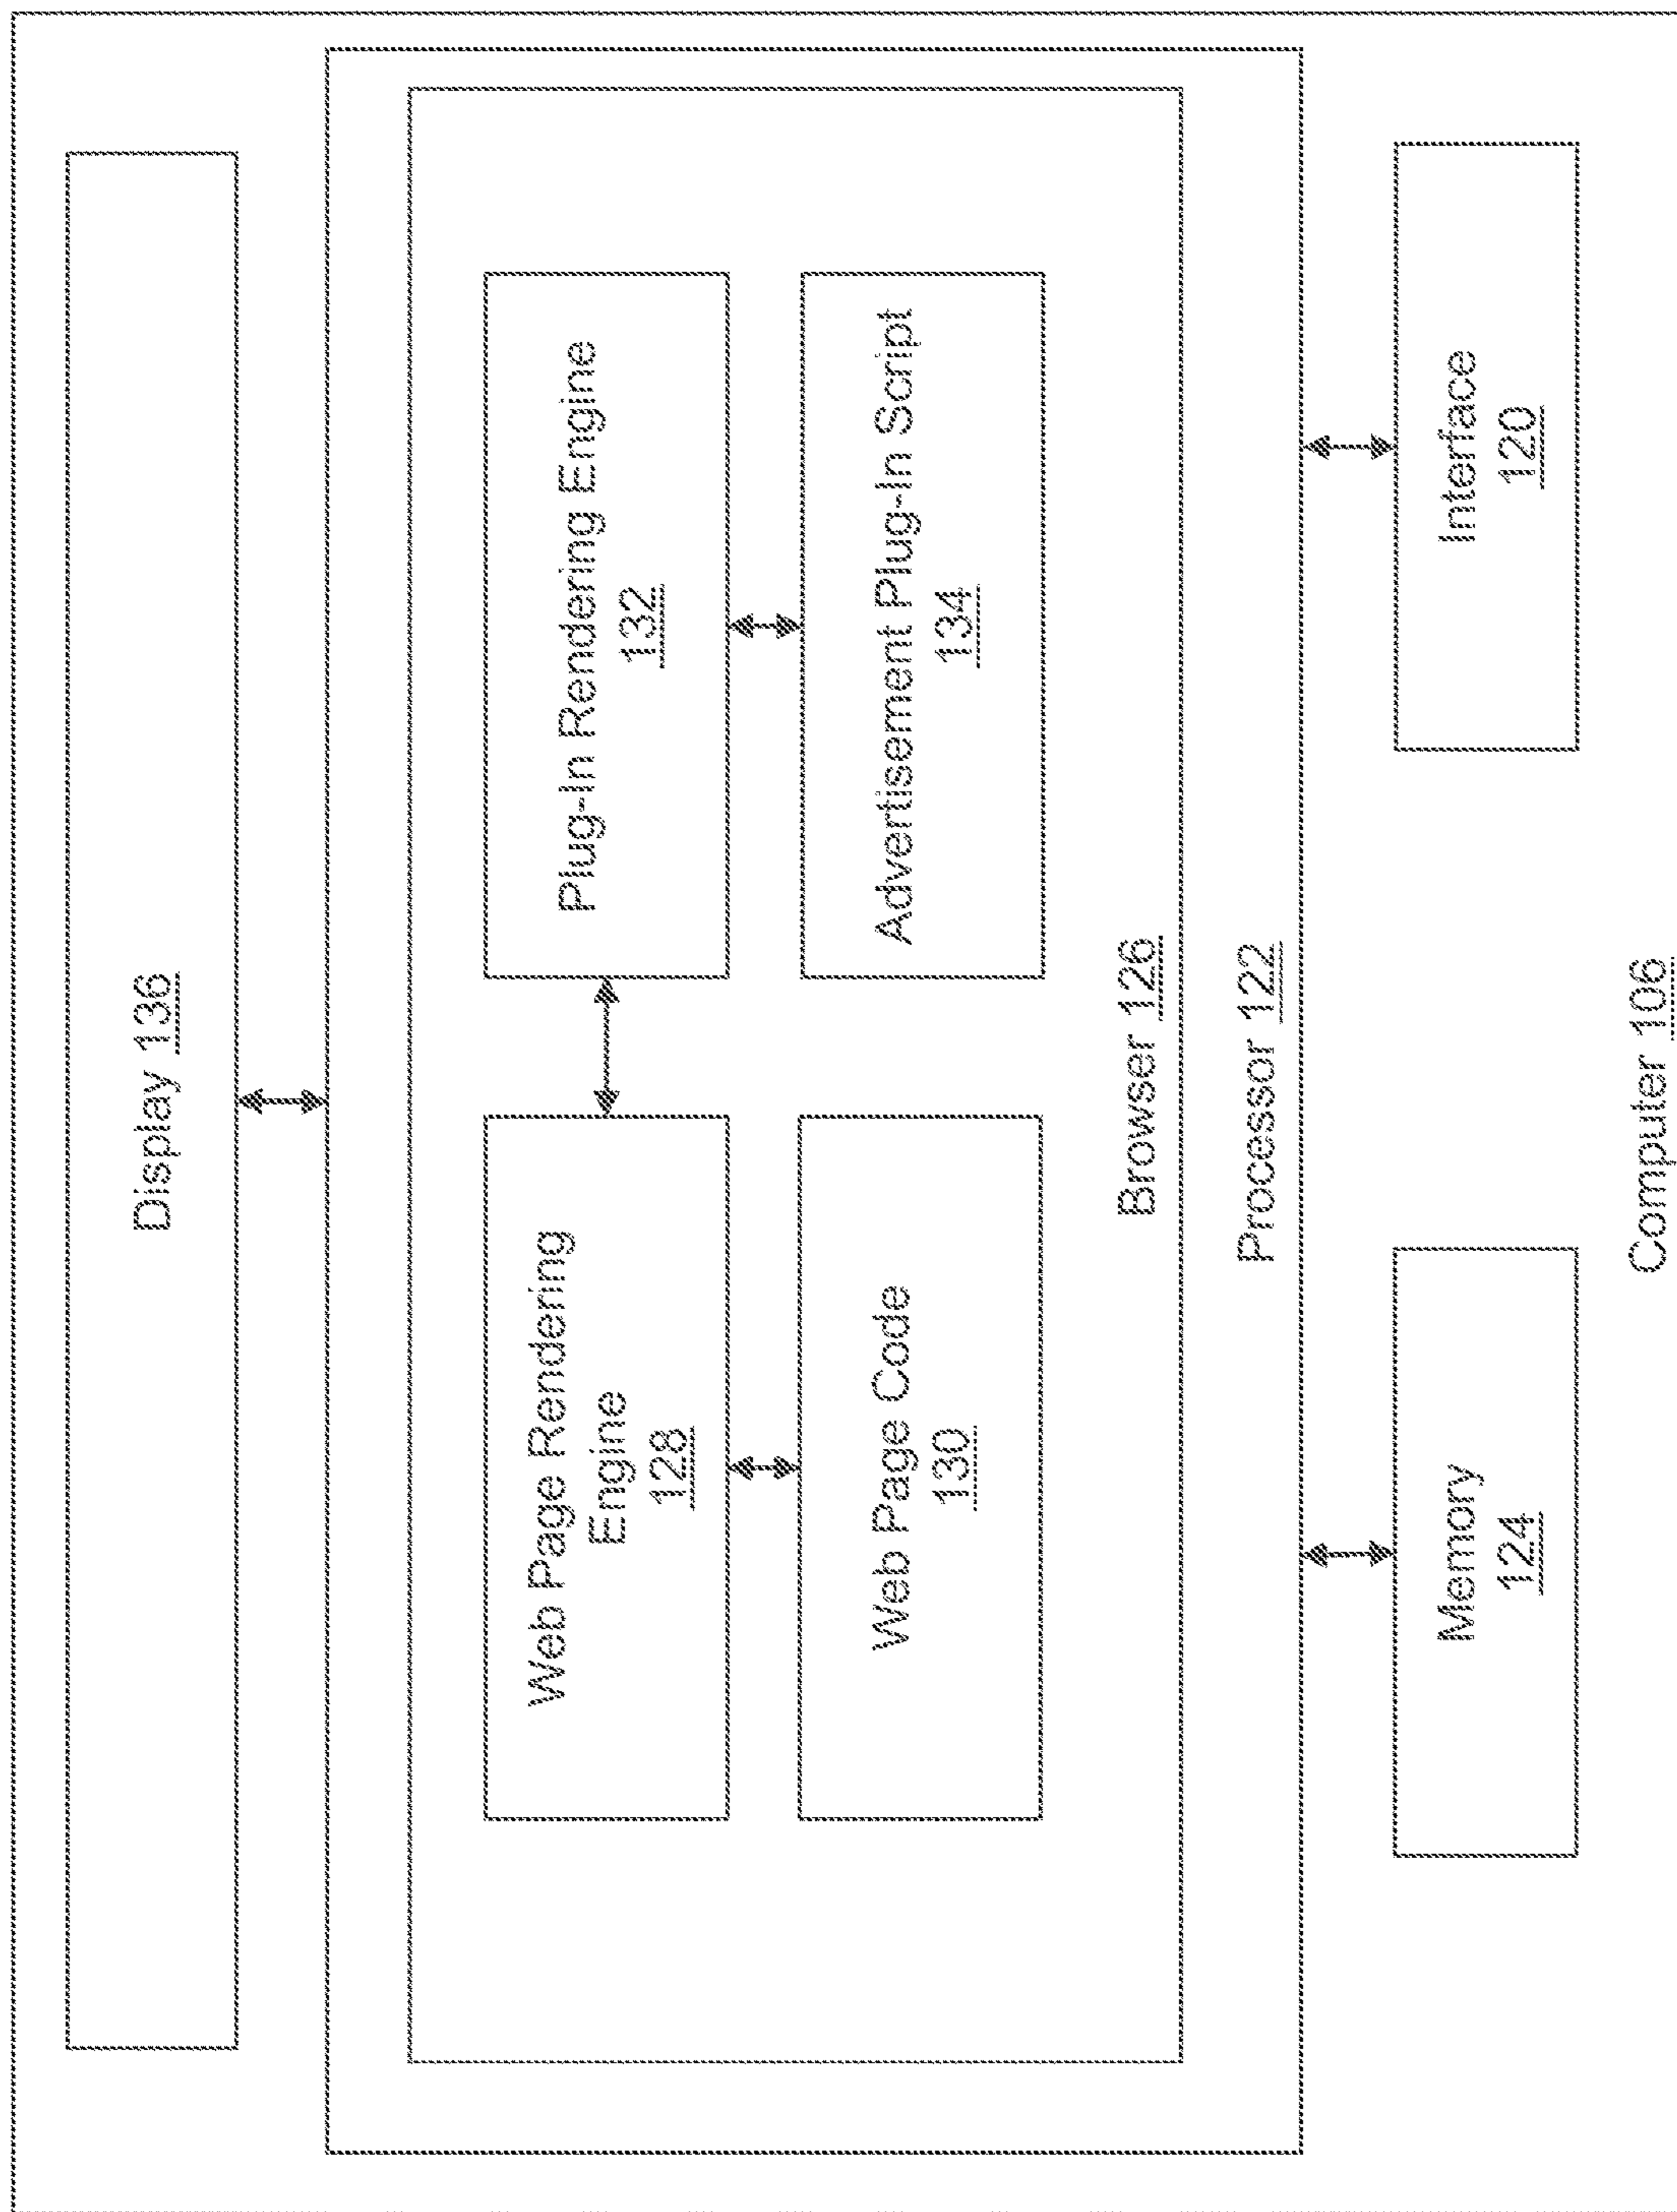 Display 136
Web Page Rendering
Engine
128
Plug-In Rendering Engine
132
Web Page Code
130
Advertisement Plug-In Script
134
Browser 126
Processor 122
Memory
124
Interface
120
Computer 106